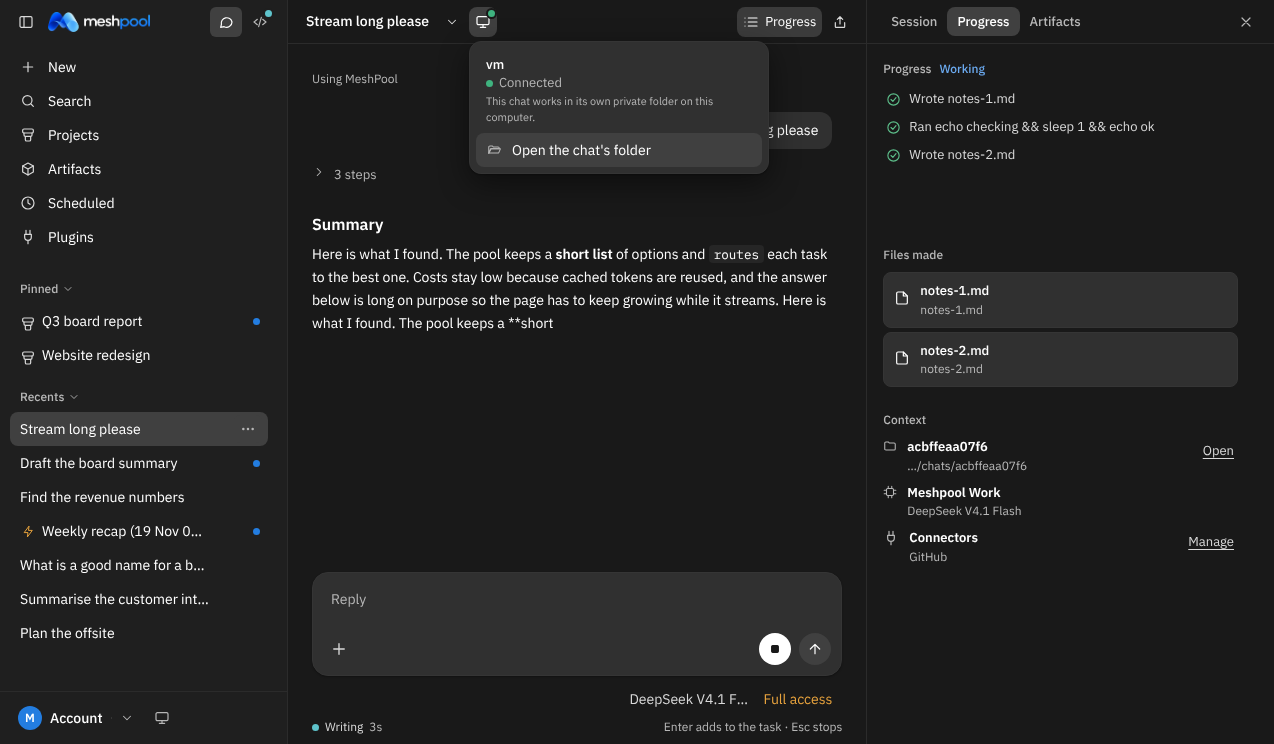 meshpool
New
Search
Projects
Artifacts
Scheduled
Plugins
Pinned
Q3 board report
Website redesign
Recents
Stream long please
Draft the board summary
Find the revenue numbers
Weekly recap (19 Nov 0...
What is a good name for a b...
Summarise the customer int...
Plan the offsite
M Account
Stream long please
Progress
vm
Connected
This chat works in its own private folder on this
computer.
Open the chat's folder
Using MeshPool
please
3 steps
Summary
Here is what I found. The pool keeps a short list of options and routes each task
to the best one. Costs stay low because cached tokens are reused, and the answer
below is long on purpose so the page has to keep growing while it streams. Here is
what I found. The pool keeps a **short
Reply
DeepSeek V4.1 F... Full access
Writing 3s
Enter adds to the task · Esc stops
Session Progress Artifacts
Progress Working
Wrote notes-1.md
Ran echo checking && sleep 1 && echo ok
Wrote notes-2.md
Files made
notes-1.md
notes-1.md
notes-2.md
notes-2.md
Context
acbffeaa07f6
.../chats/acbffeaa07f6
Open
Meshpool Work
DeepSeek V4.1 Flash
Connectors
GitHub
Manage